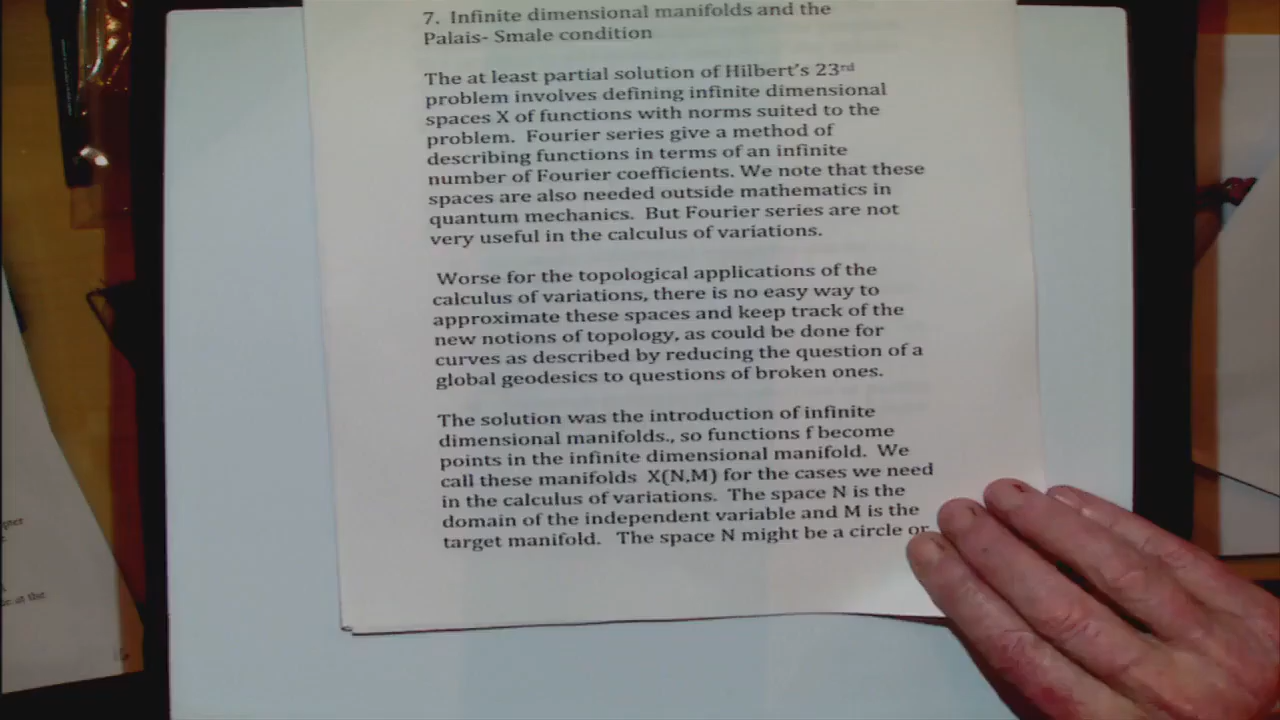 7. Infinite dimensional manifolds and the
Palais- Smale condition
The at least partial solution of Hilbert's 23rd
problem involves defining infinite dimensional
spaces X of functions with norms suited to the
problem. Fourier series give a method of
describing functions in terms of an infinite
number of Fourier coefficients. We note that these
spaces are also needed outside mathematics in
quantum mechanics. But Fourier series are not
very useful in the calculus of variations.
Worse for the topological applications of the
calculus of variations, there is no easy way to
approximate these spaces and keep track of the
new notions of topology, as could be done for
curves as described by reducing the question of a
global geodesics to questions of broken ones.
The solution was the introduction of infinite
dimensional manifolds., so functions f become
points in the infinite dimensional manifold. We
call these manifolds X(N,M) for the cases we need
in the calculus of variations. The space N is the
domain of the independent variable and M is the
target manifold. The space N might be a circle or
at the